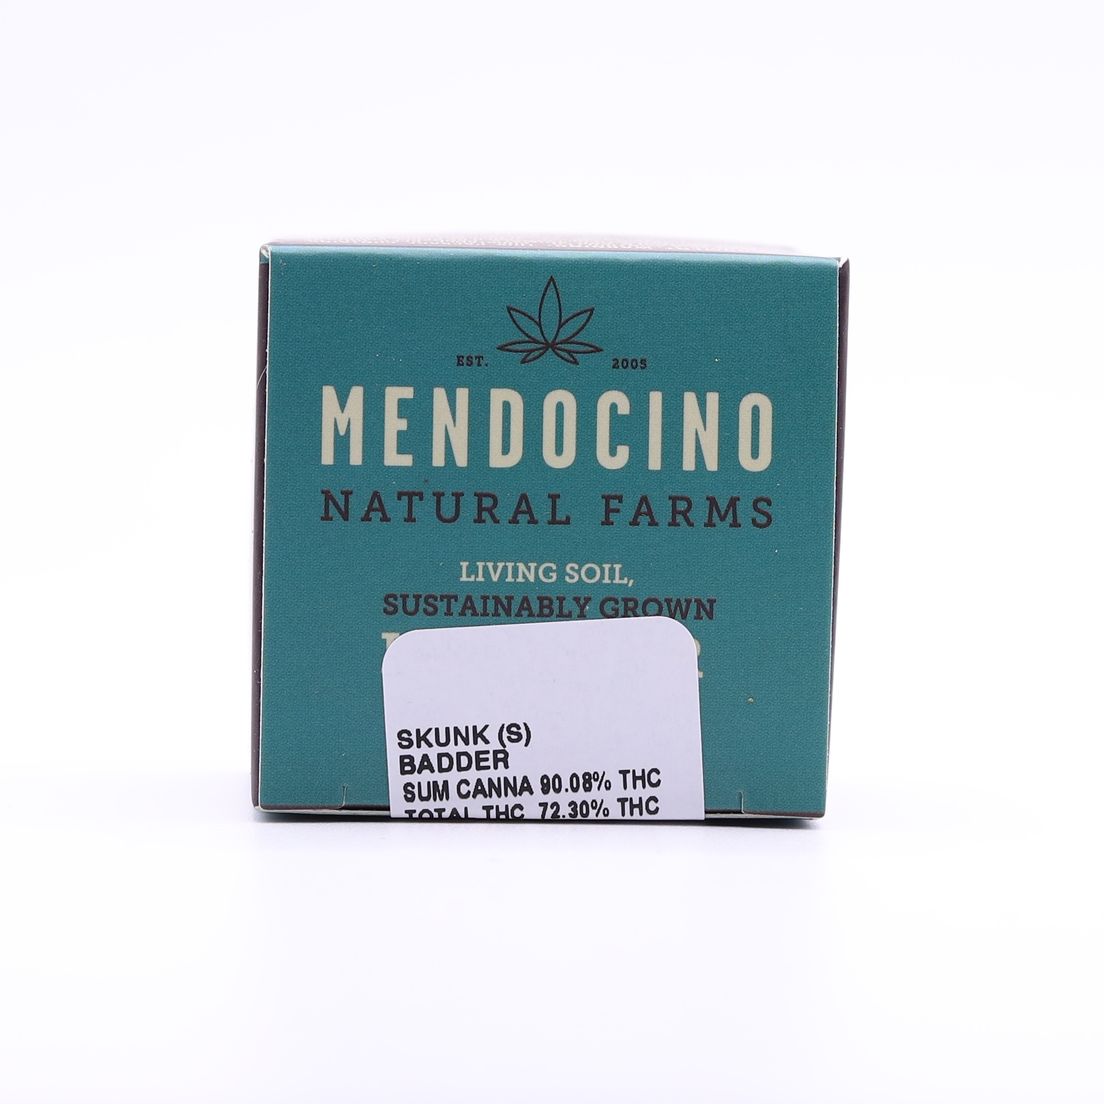 EST. 2005
MENDOCINO
NATURAL FARMS
LIVING SOIL,
SUSTAINABLY GROWN
SKUNK (S)
BADDER
SUM CANNA 90.08% THC
TOTAL THC 72.30% THC